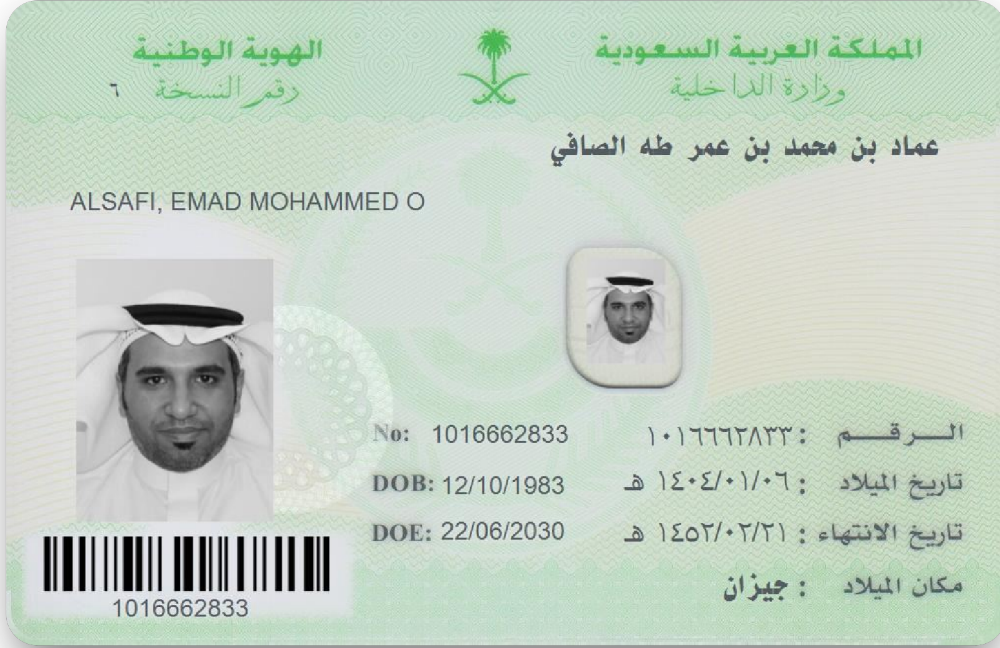 المملكة العربية السعودية
وزارة الداخلية
الهوية الوطنية
رقم النسخة ٦
عماد بن محمد بن عمر طه الصافي
ALSAFI, EMAD MOHAMMED O
الـــرقـــم : ١٠١٦٦٦٢٨٣٣
No: 1016662833
تاريخ الميلاد : ١٤٠٤/٠١/٠٦ هـ
DOB: 12/10/1983
تاريخ الانتهاء : ١٤٥٢/٠٢/٢١ هـ
DOE: 22/06/2030
مكان الميلاد : جيزان
1016662833